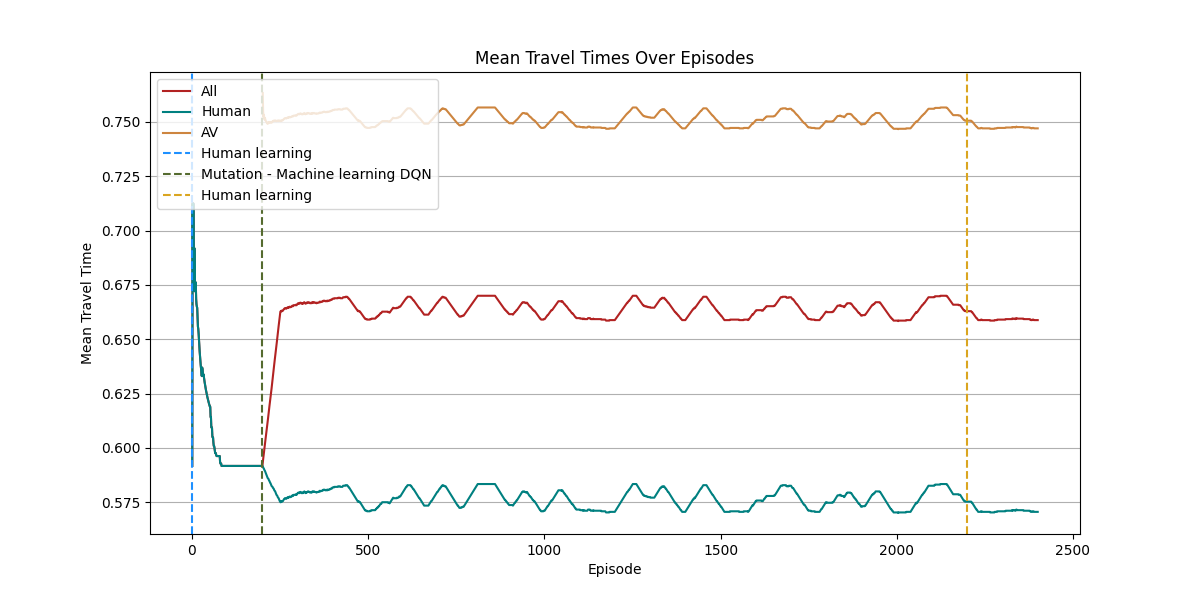 Mean Travel Times Over Episodes
All
Human
AV
Human learning
Mutation - Machine learning DQN
Human learning
0.750
0.725
0.700
0.675
0.650
0.625
0.600
0.575
Mean Travel Time
0
500
1000
1500
2000
2500
Episode